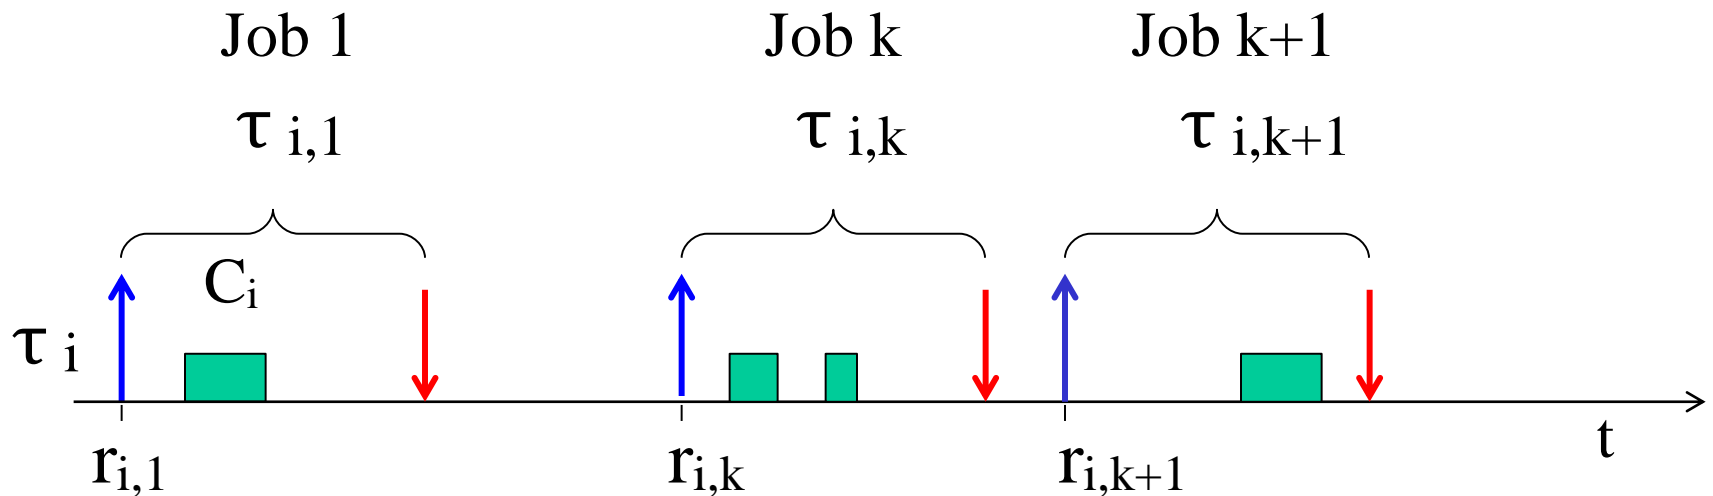 Job 1 Job k Job k+1
τ i,1 τ i,k τ i,k+1
Ci
τ i
t
ri,1 ri,k ri,k+1